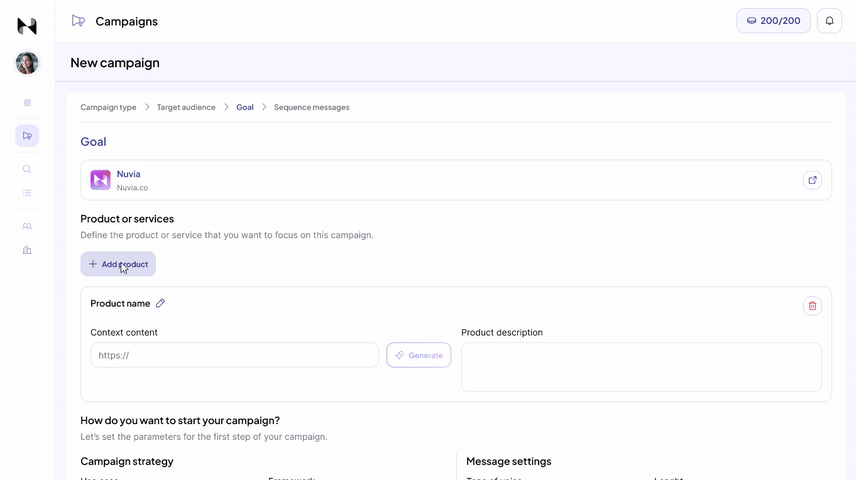 Campaigns
200/200
New campaign
Campaign type
Target audience
Goal
Sequence messages
Goal
Nuvia
Nuvia.co
Product or services
Define the product or service that you want to focus on this campaign.
+ Add product
Product name
Context content
Product description
https://
Generate
How do you want to start your campaign?
Let's set the parameters for the first step of your campaign.
Campaign strategy
Message settings